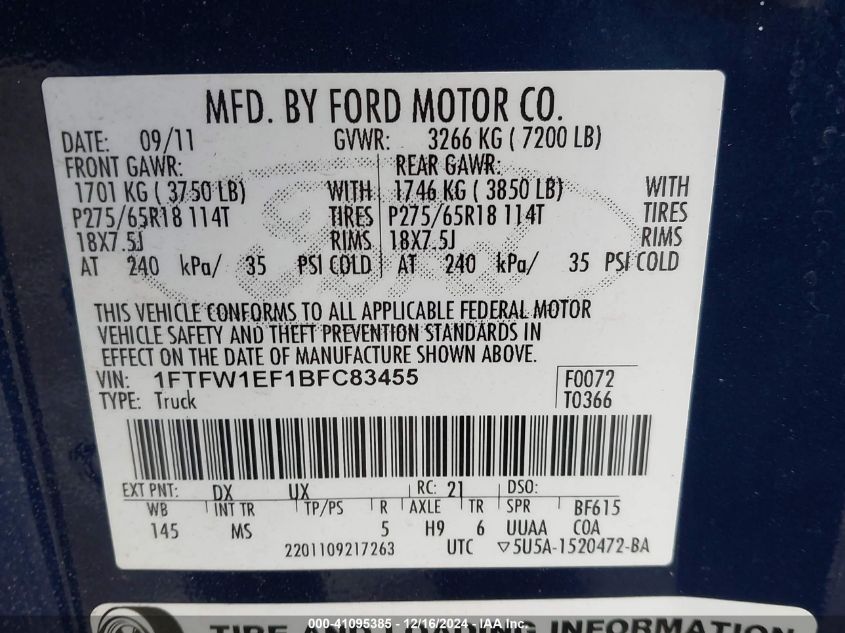 MFD. BY FORD MOTOR CO.
DATE: 09/11 GVWR: 3266 KG ( 7200 LB)
FRONT GAWR: REAR GAWR:
1701 KG ( 3750 LB) WITH 1746 KG ( 3850 LB) WITH
P275/65R18 114T TIRES P275/65R18 114T TIRES
18X7.5J RIMS 18X7.5J RIMS
AT 240 kPa/ 35 PSI COLD AT 240 kPa/ 35 PSI COLD
THIS VEHICLE CONFORMS TO ALL APPLICABLE FEDERAL MOTOR
VEHICLE SAFETY AND THEFT PREVENTION STANDARDS IN
EFFECT ON THE DATE OF MANUFACTURE SHOWN ABOVE.
VIN: 1FTFW1EF1BFC83455 F0072
TYPE: Truck T0366
EXT PNT: DX UX RC: 21 DSO:
WB INT TR TP/PS R AXLE TR SPR BF615
145 MS 5 H9 6 UUAA COA
2201109217263 UTC ▽5U5A-1520472-BA
TIRE AND LOADING INFORMATION
000-41095385 - 12/16/2024 - IAA Inc.